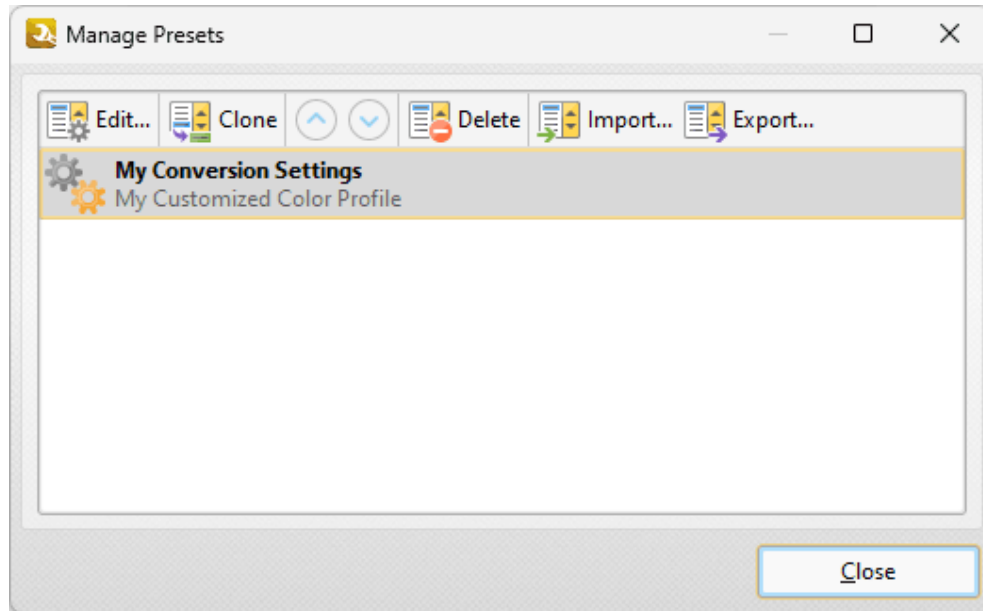 Manage Presets
Edit... Clone Delete Import... Export...
My Conversion Settings
My Customized Color Profile
Close